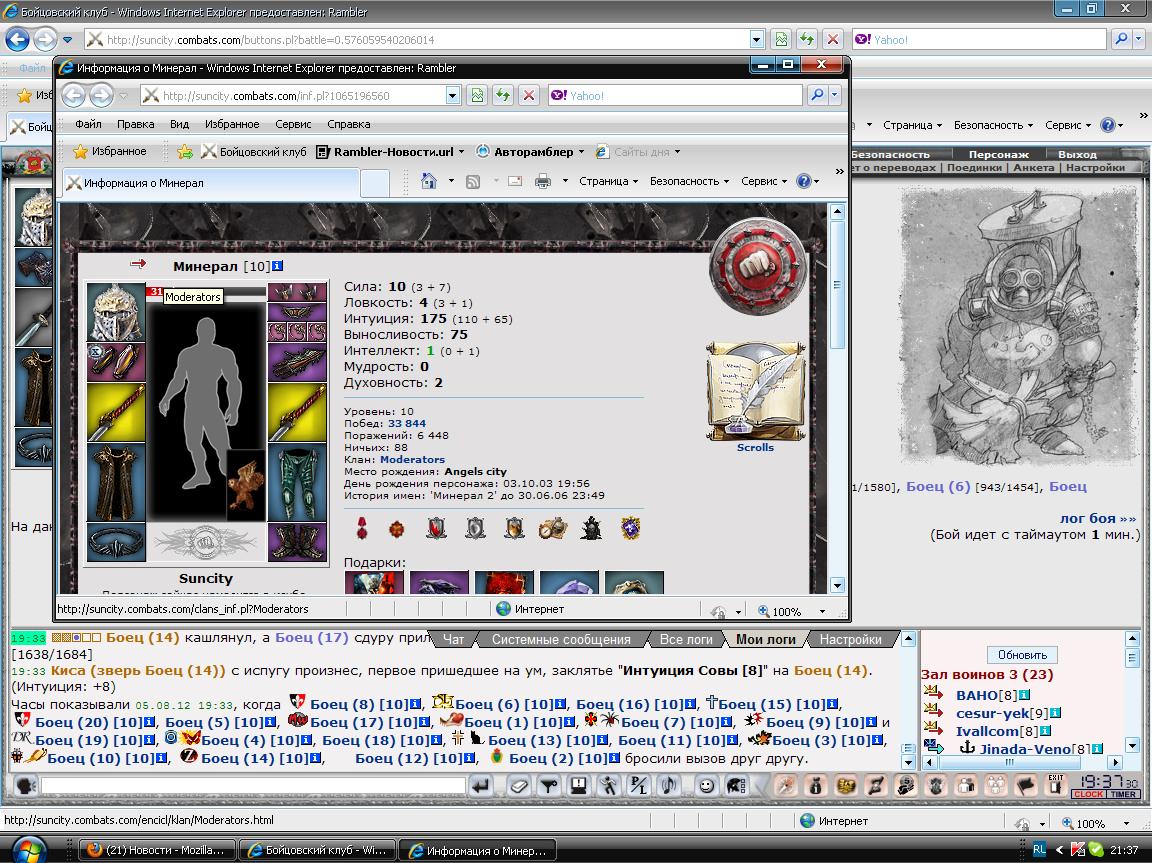 Бойцовский клуб - Windows Internet Explorer предоставлен: Rambler
http://suncity.combats.com/buttons.pl?battle=0.576059540206014
Yahoo!
Файл
Информация о Минерал - Windows Internet Explorer предоставлен: Rambler
http://suncity.combats.com/inf.pl?1065196560
Yahoo!
Файл Правка Вид Избранное Сервис Справка
Избранное Бойцовский клуб Rambler-Новости.url Авторамблер Сайты дня
Информация о Минерал
Страница Безопасность Сервис
Страница Безопасность Сервис
Безопасность Персонаж Выход
ет о переводах | Поединки | Анкета | Настройки
Минерал [10]
Moderators
Сила: 10 (3 + 7)
Ловкость: 4 (3 + 1)
Интуиция: 175 (110 + 65)
Выносливость: 75
Интеллект: 1 (0 + 1)
Мудрость: 0
Духовность: 2
Уровень: 10
Побед: 33 844
Поражений: 6 448
Ничьих: 88
Клан: Moderators
Место рождения: Angels city
День рождения персонажа: 03.10.03 19:56
История имен: 'Минерал 2' до 30.06.06 23:49
Scrolls
Подарки:
Suncity
http://suncity.combats.com/clans_inf.pl?Moderators
Интернет
100%
1/1580], Боец (6) [943/1454], Боец
лог боя »»
(Бой идет с таймаутом 1 мин.)
На дан
Чат Системные сообщения Все логи Мои логи Настройки
19:33 Боец (14) кашлянул, а Боец (17) сдуру прил
[1638/1684]
19:33 Киса (зверь Боец (14)) с испугу произнес, первое пришедшее на ум, заклятье "Интуиция Совы [8]" на Боец (14).
(Интуиция: +8)
Часы показывали 05.08.12 19:33, когда Боец (8) [10], Боец (6) [10], Боец (16) [10], Боец (15) [10],
Боец (20) [10], Боец (5) [10], Боец (17) [10], Боец (1) [10], Боец (7) [10], Боец (9) [10] и
Боец (19) [10], Боец (4) [10], Боец (18) [10], Боец (13) [10], Боец (11) [10], Боец (3) [10],
Боец (10) [10], Боец (14) [10], Боец (12) [10], Боец (2) [10] бросили вызов друг другу.
Обновить
Зал воинов 3 (23)
BAHO[8]
cesur-yek[9]
Ivallcom[8]
Jinada-Veno[8]
EXIT
19:37 30
CLOCK TIMER
http://suncity.combats.com/encicl/klan/Moderators.html
Интернет
100%
(21) Новости - Mozilla...
Бойцовский клуб - Wi...
Информация о Минер...
RL
21:37